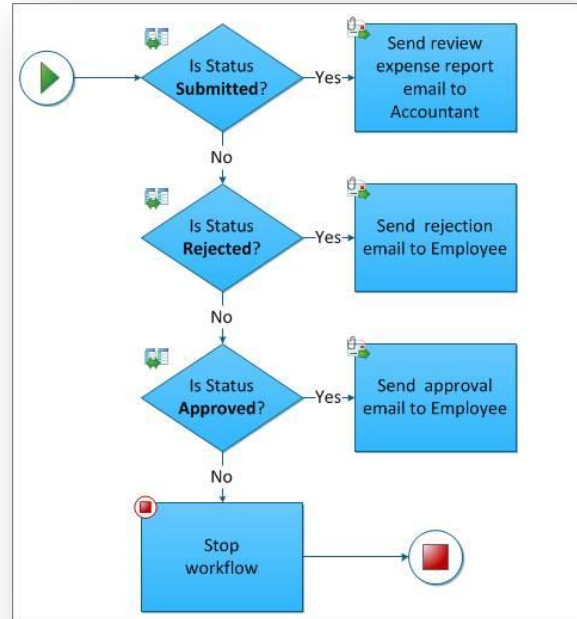 Is Status
Submitted?
Yes
Send review
expense report
email to
Accountant
No
Is Status
Rejected?
Yes
Send rejection
email to Employee
No
Is Status
Approved?
Yes
Send approval
email to Employee
No
Stop
workflow